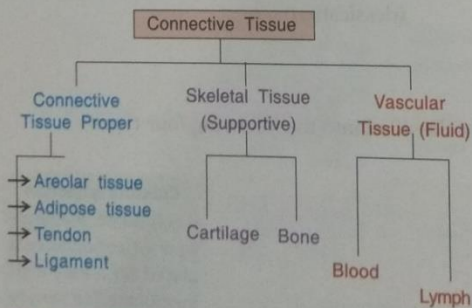 Connective Tissue
Connective
Tissue Proper
Areolar tissue
Adipose tissue
Tendon
Ligament
Skeletal Tissue
(Supportive)
Cartilage
Bone
Vascular
Tissue, (Fluid)
Blood
Lymph